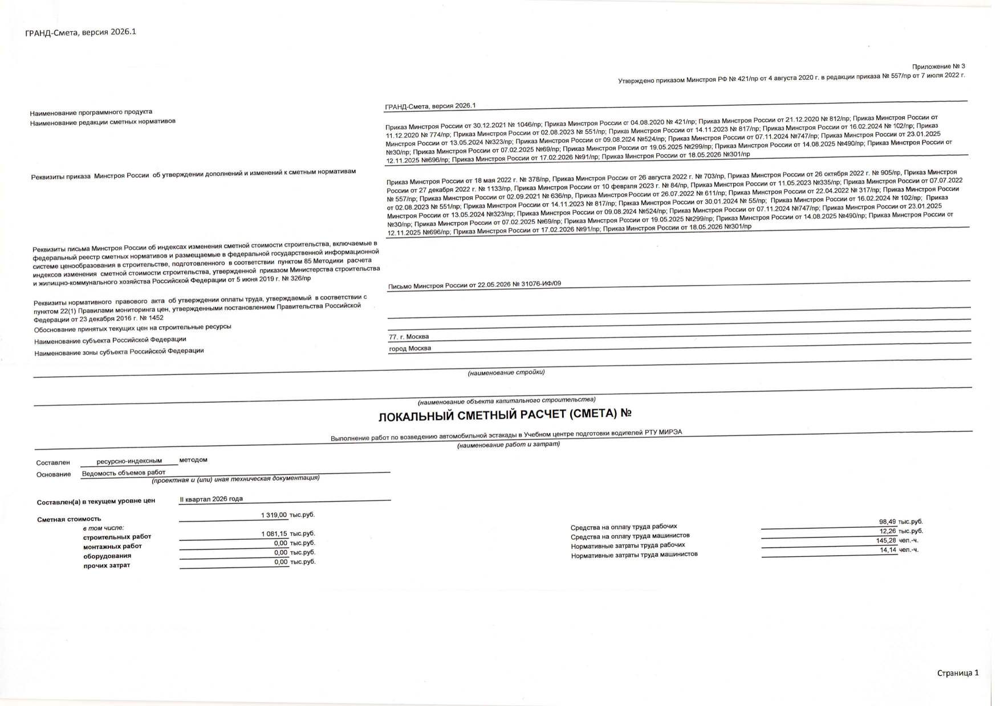 ГРАНД-Смета, версия 2026.1
Приложение № 3
Утверждено приказом Минстроя РФ № 421/пр от 4 августа 2020 г. в редакции приказа № 557/пр от 7 июля 2022 г.
Наименование программного продукта
ГРАНД-Смета, версия 2026.1
Наименование редакции сметных нормативов
Приказ Минстроя России от 30.12.2021 № 1046/пр; Приказ Минстроя России от 04.08.2020 № 421/пр; Приказ Минстроя России от 21.12.2020 № 812/пр; Приказ Минстроя России от
11.12.2020 № 774/пр; Приказ Минстроя России от 02.08.2023 № 551/пр; Приказ Минстроя России от 14.11.2023 № 817/пр; Приказ Минстроя России от 16.02.2024 № 102/пр; Приказ
Минстроя России от 13.05.2024 №323/пр; Приказ Минстроя России от 09.08.2024 №524/пр; Приказ Минстроя России от 07.11.2024 №747/пр; Приказ Минстроя России от 23.01.2025
№30/пр; Приказ Минстроя России от 07.02.2025 №69/пр; Приказ Минстроя России от 19.05.2025 №299/пр; Приказ Минстроя России от 14.08.2025 №490/пр; Приказ Минстроя России от
12.11.2025 №696/пр; Приказ Минстроя России от 17.02.2026 №91/пр; Приказ Минстроя России от 18.05.2026 №301/пр
Реквизиты приказа Минстроя России об утверждении дополнений и изменений к сметным нормативам
Приказ Минстроя России от 18 мая 2022 г. № 378/пр, Приказ Минстроя России от 26 августа 2022 г. № 703/пр, Приказ Минстроя России от 26 октября 2022 г. № 905/пр, Приказ Минстроя
России от 27 декабря 2022 г. № 1133/пр, Приказ Минстроя России от 10 февраля 2023 г. № 84/пр, Приказ Минстроя России от 11.05.2023 №335/пр; Приказ Минстроя России от 07.07.2022
№ 557/пр; Приказ Минстроя России от 02.09.2021 № 636/пр, Приказ Минстроя России от 26.07.2022 № 611/пр; Приказ Минстроя России от 22.04.2022 № 317/пр; Приказ Минстроя России
от 02.08.2023 № 551/пр; Приказ Минстроя России от 14.11.2023 № 817/пр; Приказ Минстроя России от 30.01.2024 № 55/пр; Приказ Минстроя России от 16.02.2024 № 102/пр; Приказ
Минстроя России от 13.05.2024 №323/пр; Приказ Минстроя России от 09.08.2024 №524/пр; Приказ Минстроя России от 07.11.2024 №747/пр; Приказ Минстроя России от 23.01.2025
№30/пр; Приказ Минстроя России от 07.02.2025 №69/пр; Приказ Минстроя России от 19.05.2025 №299/пр; Приказ Минстроя России от 14.08.2025 №490/пр; Приказ Минстроя России от
12.11.2025 №696/пр; Приказ Минстроя России от 17.02.2026 №91/пр; Приказ Минстроя России от 18.05.2026 №301/пр
Реквизиты письма Минстроя России об индексах изменения сметной стоимости строительства, включаемые в
федеральный реестр сметных нормативов и размещаемые в федеральной государственной информационной
системе ценообразования в строительстве, подготовленного в соответствии пунктом 85 Методики расчета
индексов изменения сметной стоимости строительства, утвержденной приказом Министерства строительства
и жилищно-коммунального хозяйства Российской Федерации от 5 июня 2019 г. № 326/пр
Письмо Минстроя России от 22.05.2026 № 31076-ИФ/09
Реквизиты нормативного правового акта об утверждении оплаты труда, утверждаемый в соответствии с
пунктом 22(1) Правилами мониторинга цен, утвержденными постановлением Правительства Российской
Федерации от 23 декабря 2016 г. № 1452
Обоснование принятых текущих цен на строительные ресурсы
Наименование субъекта Российской Федерации
77. г. Москва
Наименование зоны субъекта Российской Федерации
город Москва
(наименование стройки)
(наименование объекта капитального строительства)
ЛОКАЛЬНЫЙ СМЕТНЫЙ РАСЧЕТ (СМЕТА) №
Выполнение работ по возведению автомобильной эстакады в Учебном центре подготовки водителей РТУ МИРЭА
(наименование работ и затрат)
Составлен ресурсно-индексным методом
Основание Ведомость объемов работ
(проектная и (или) иная техническая документация)
Составлен(а) в текущем уровне цен II квартал 2026 года
Сметная стоимость 1 319,00 тыс.руб.
в том числе:
строительных работ 1 081,15 тыс.руб.
монтажных работ 0,00 тыс.руб.
оборудования 0,00 тыс.руб.
прочих затрат 0,00 тыс.руб.
Средства на оплату труда рабочих 98,49 тыс.руб.
Средства на оплату труда машинистов 12,26 тыс.руб.
Нормативные затраты труда рабочих 145,28 чел.-ч.
Нормативные затраты труда машинистов 14,14 чел.-ч.
Страница 1